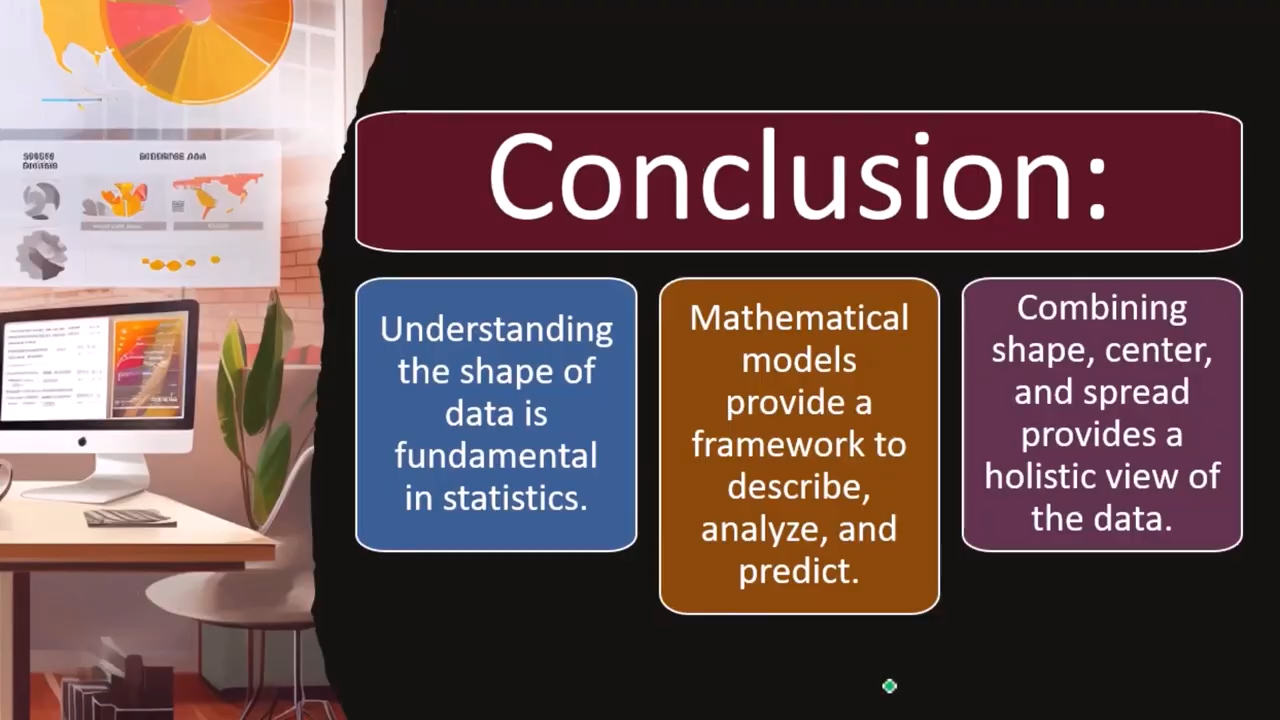 Conclusion:
Understanding
the shape of
data is
fundamental
in statistics.
Mathematical
models
provide a
framework to
describe,
analyze, and
predict.
Combining
shape, center,
and spread
provides a
holistic view of
the data.